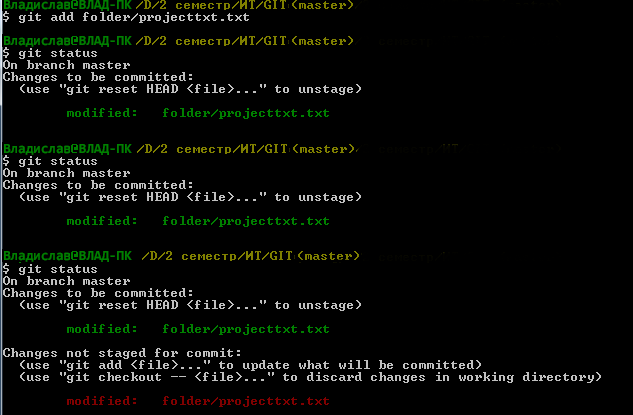 Владислав@ВЛАД-ПК /D/2 семестр/ИТ/GIT (master)
$ git add folder/projecttxt.txt
Владислав@ВЛАД-ПК /D/2 семестр/ИТ/GIT (master)
$ git status
On branch master
Changes to be committed:
  (use "git reset HEAD <file>..." to unstage)
        modified:   folder/projecttxt.txt
Владислав@ВЛАД-ПК /D/2 семестр/ИТ/GIT (master)
$ git status
On branch master
Changes to be committed:
  (use "git reset HEAD <file>..." to unstage)
        modified:   folder/projecttxt.txt
Владислав@ВЛАД-ПК /D/2 семестр/ИТ/GIT (master)
$ git status
On branch master
Changes to be committed:
  (use "git reset HEAD <file>..." to unstage)
        modified:   folder/projecttxt.txt
Changes not staged for commit:
  (use "git add <file>..." to update what will be committed)
  (use "git checkout -- <file>..." to discard changes in working directory)
        modified:   folder/projecttxt.txt